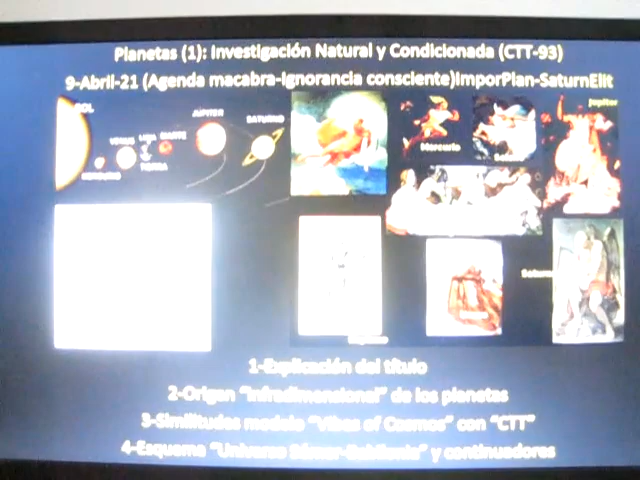 Planetas (1): Investigación Natural y Condicionada (CTT-93)
9-Abril-21 (Agenda macabra-Ignorancia consciente)ImporPlan-SaturnElit
SOL
JUPITER
SATURNO
VENUS
LUNA
MARTE
MERCURIO
TIERRA
Mercurio
Jupiter
1-Explicación del título
2-Origen "Infradimensional" de los planetas
3-Similitudes modelo "Vibes of Cosmos" con "CTT"
4-Esquema "Universo y continuadores